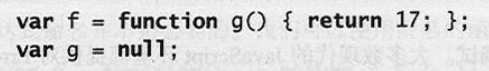 var f = function g() { return 17; };
var g = null;